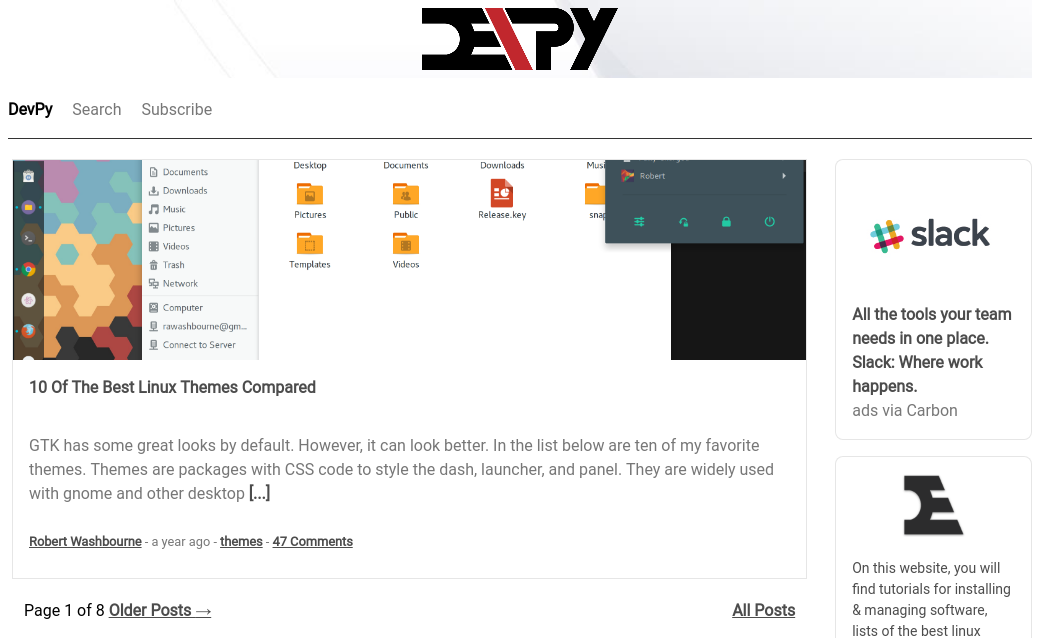 DEVPY
DevPy Search Subscribe
Documents
Downloads
Music
Pictures
Videos
Trash
Network
Computer
rawashbourne@gm...
Connect to Server
Desktop Documents Downloads Musi
Pictures Public Release.key snap
Templates Videos
Robert
10 Of The Best Linux Themes Compared
GTK has some great looks by default. However, it can look better. In the list below are ten of my favorite
themes. Themes are packages with CSS code to style the dash, launcher, and panel. They are widely used
with gnome and other desktop [...]
Robert Washbourne - a year ago - themes - 47 Comments
Page 1 of 8 Older Posts →
All Posts
slack
All the tools your team
needs in one place.
Slack: Where work
happens.
ads via Carbon
On this website, you will
find tutorials for installing
& managing software,
lists of the best linux